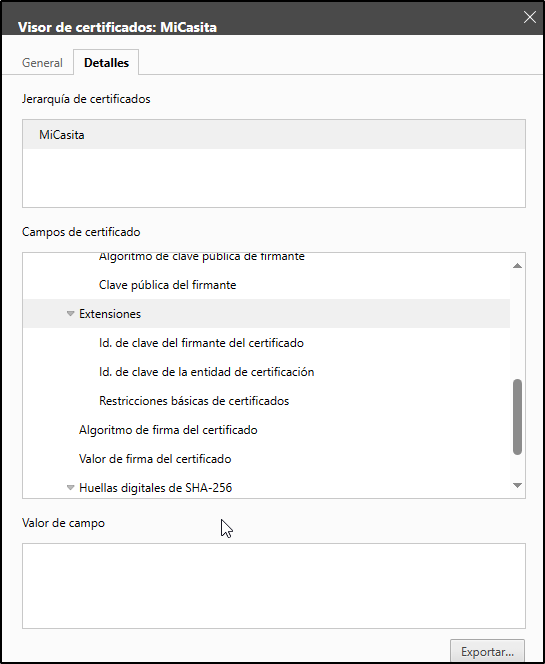 Visor de certificados: MiCasita
General
Detalles
Jerarquía de certificados
MiCasita
Campos de certificado
Algoritmo de clave pública de firmante
Clave pública del firmante
Extensiones
Id. de clave del firmante del certificado
Id. de clave de la entidad de certificación
Restricciones básicas de certificados
Algoritmo de firma del certificado
Valor de firma del certificado
Huellas digitales de SHA-256
Valor de campo
Exportar...